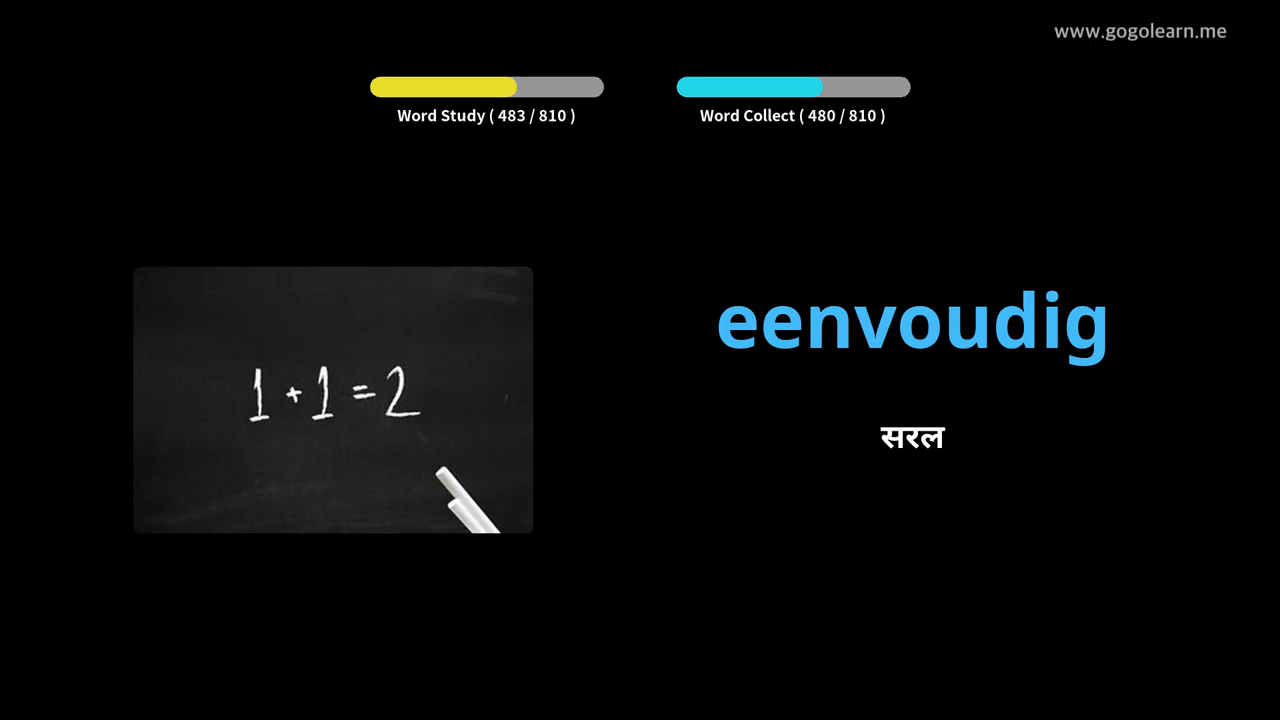 www.gogolearn.me
Word Study ( 483 / 810 )
Word Collect ( 480 / 810 )
1 + 1 = 2
eenvoudig
सरल